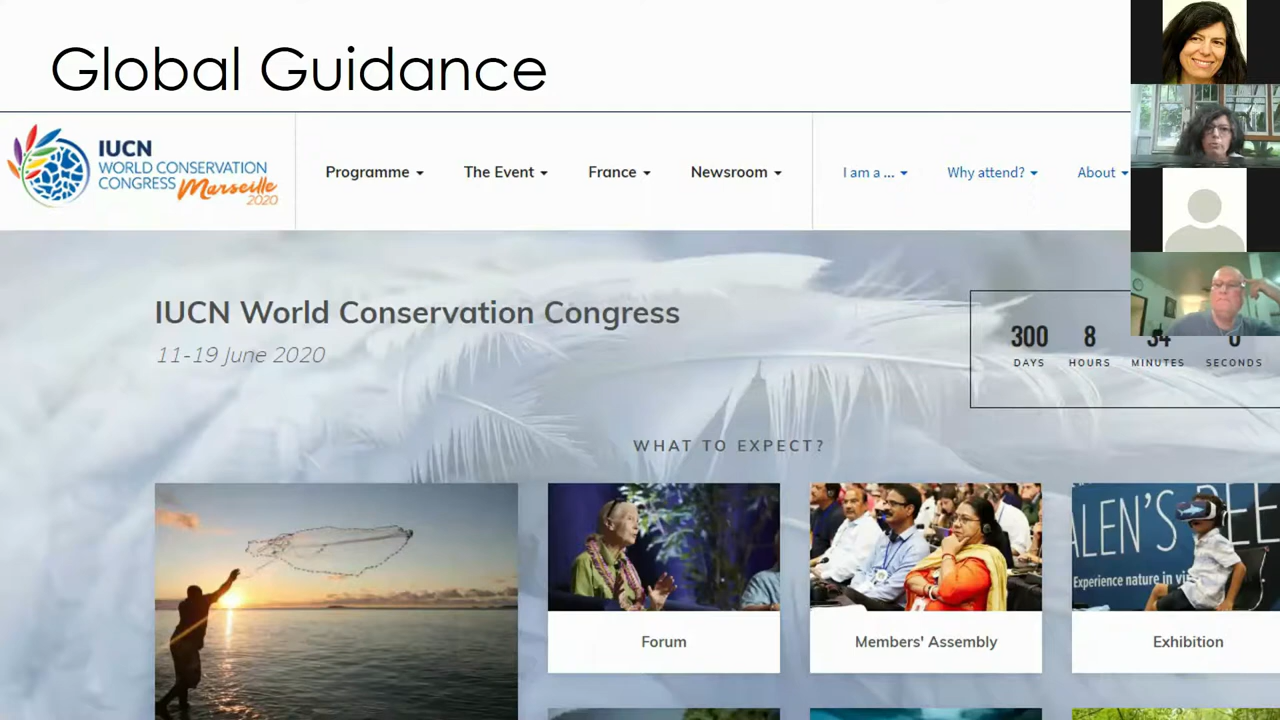 Global Guidance
IUCN
WORLD CONSERVATION
CONGRESS Marseille
2020
Programme
The Event
France
Newsroom
I am a ...
Why attend?
About
IUCN World Conservation Congress
11-19 June 2020
300 8 34 0
DAYS HOURS MINUTES SECONDS
WHAT TO EXPECT?
Experience nature in
Forum
Members' Assembly
Exhibition